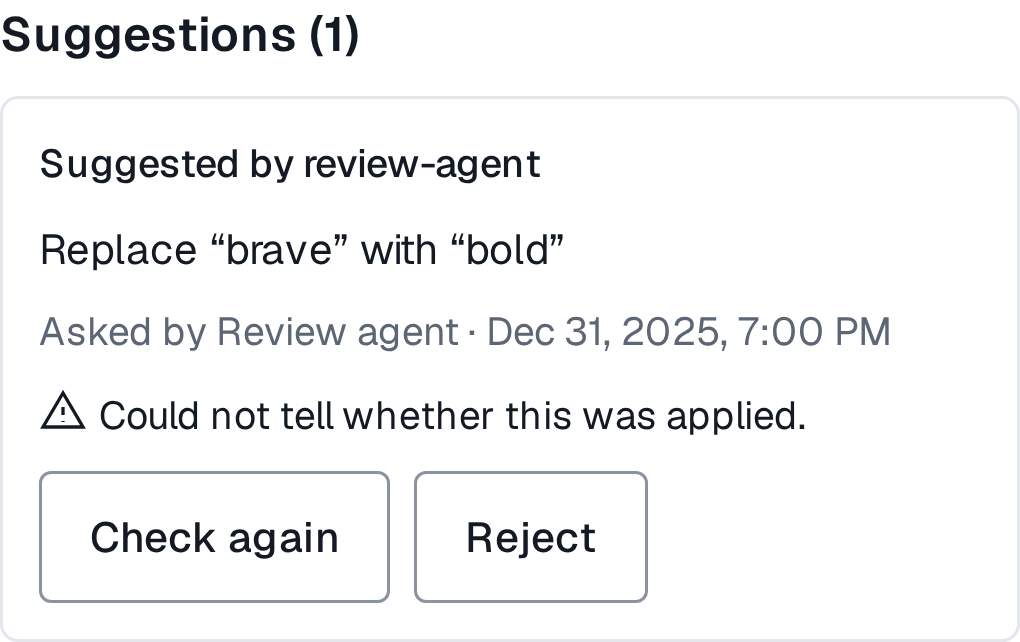 Suggestions (1)
Suggested by review-agent
Replace “brave” with “bold”
Asked by Review agent · Dec 31, 2025, 7:00 PM
Could not tell whether this was applied.
Check again
Reject